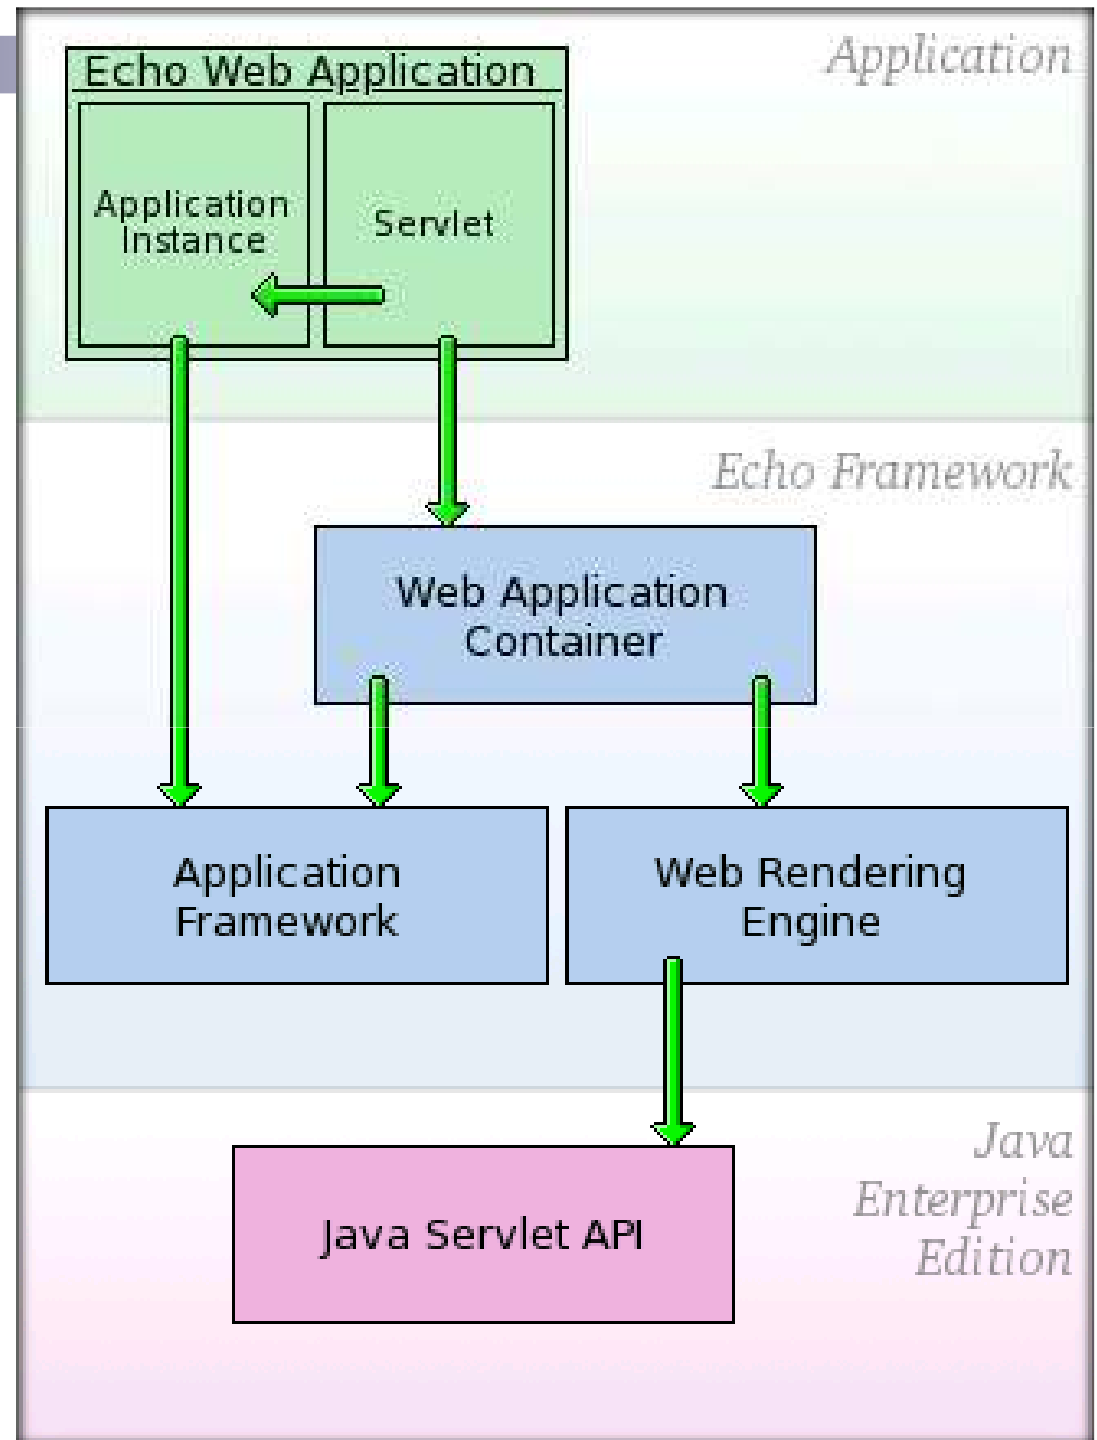 Application
Echo Web Application
Application
Instance
Servlet
Echo Framework
Web Application
Container
Application
Framework
Web Rendering
Engine
Java
Enterprise
Edition
Java Servlet API